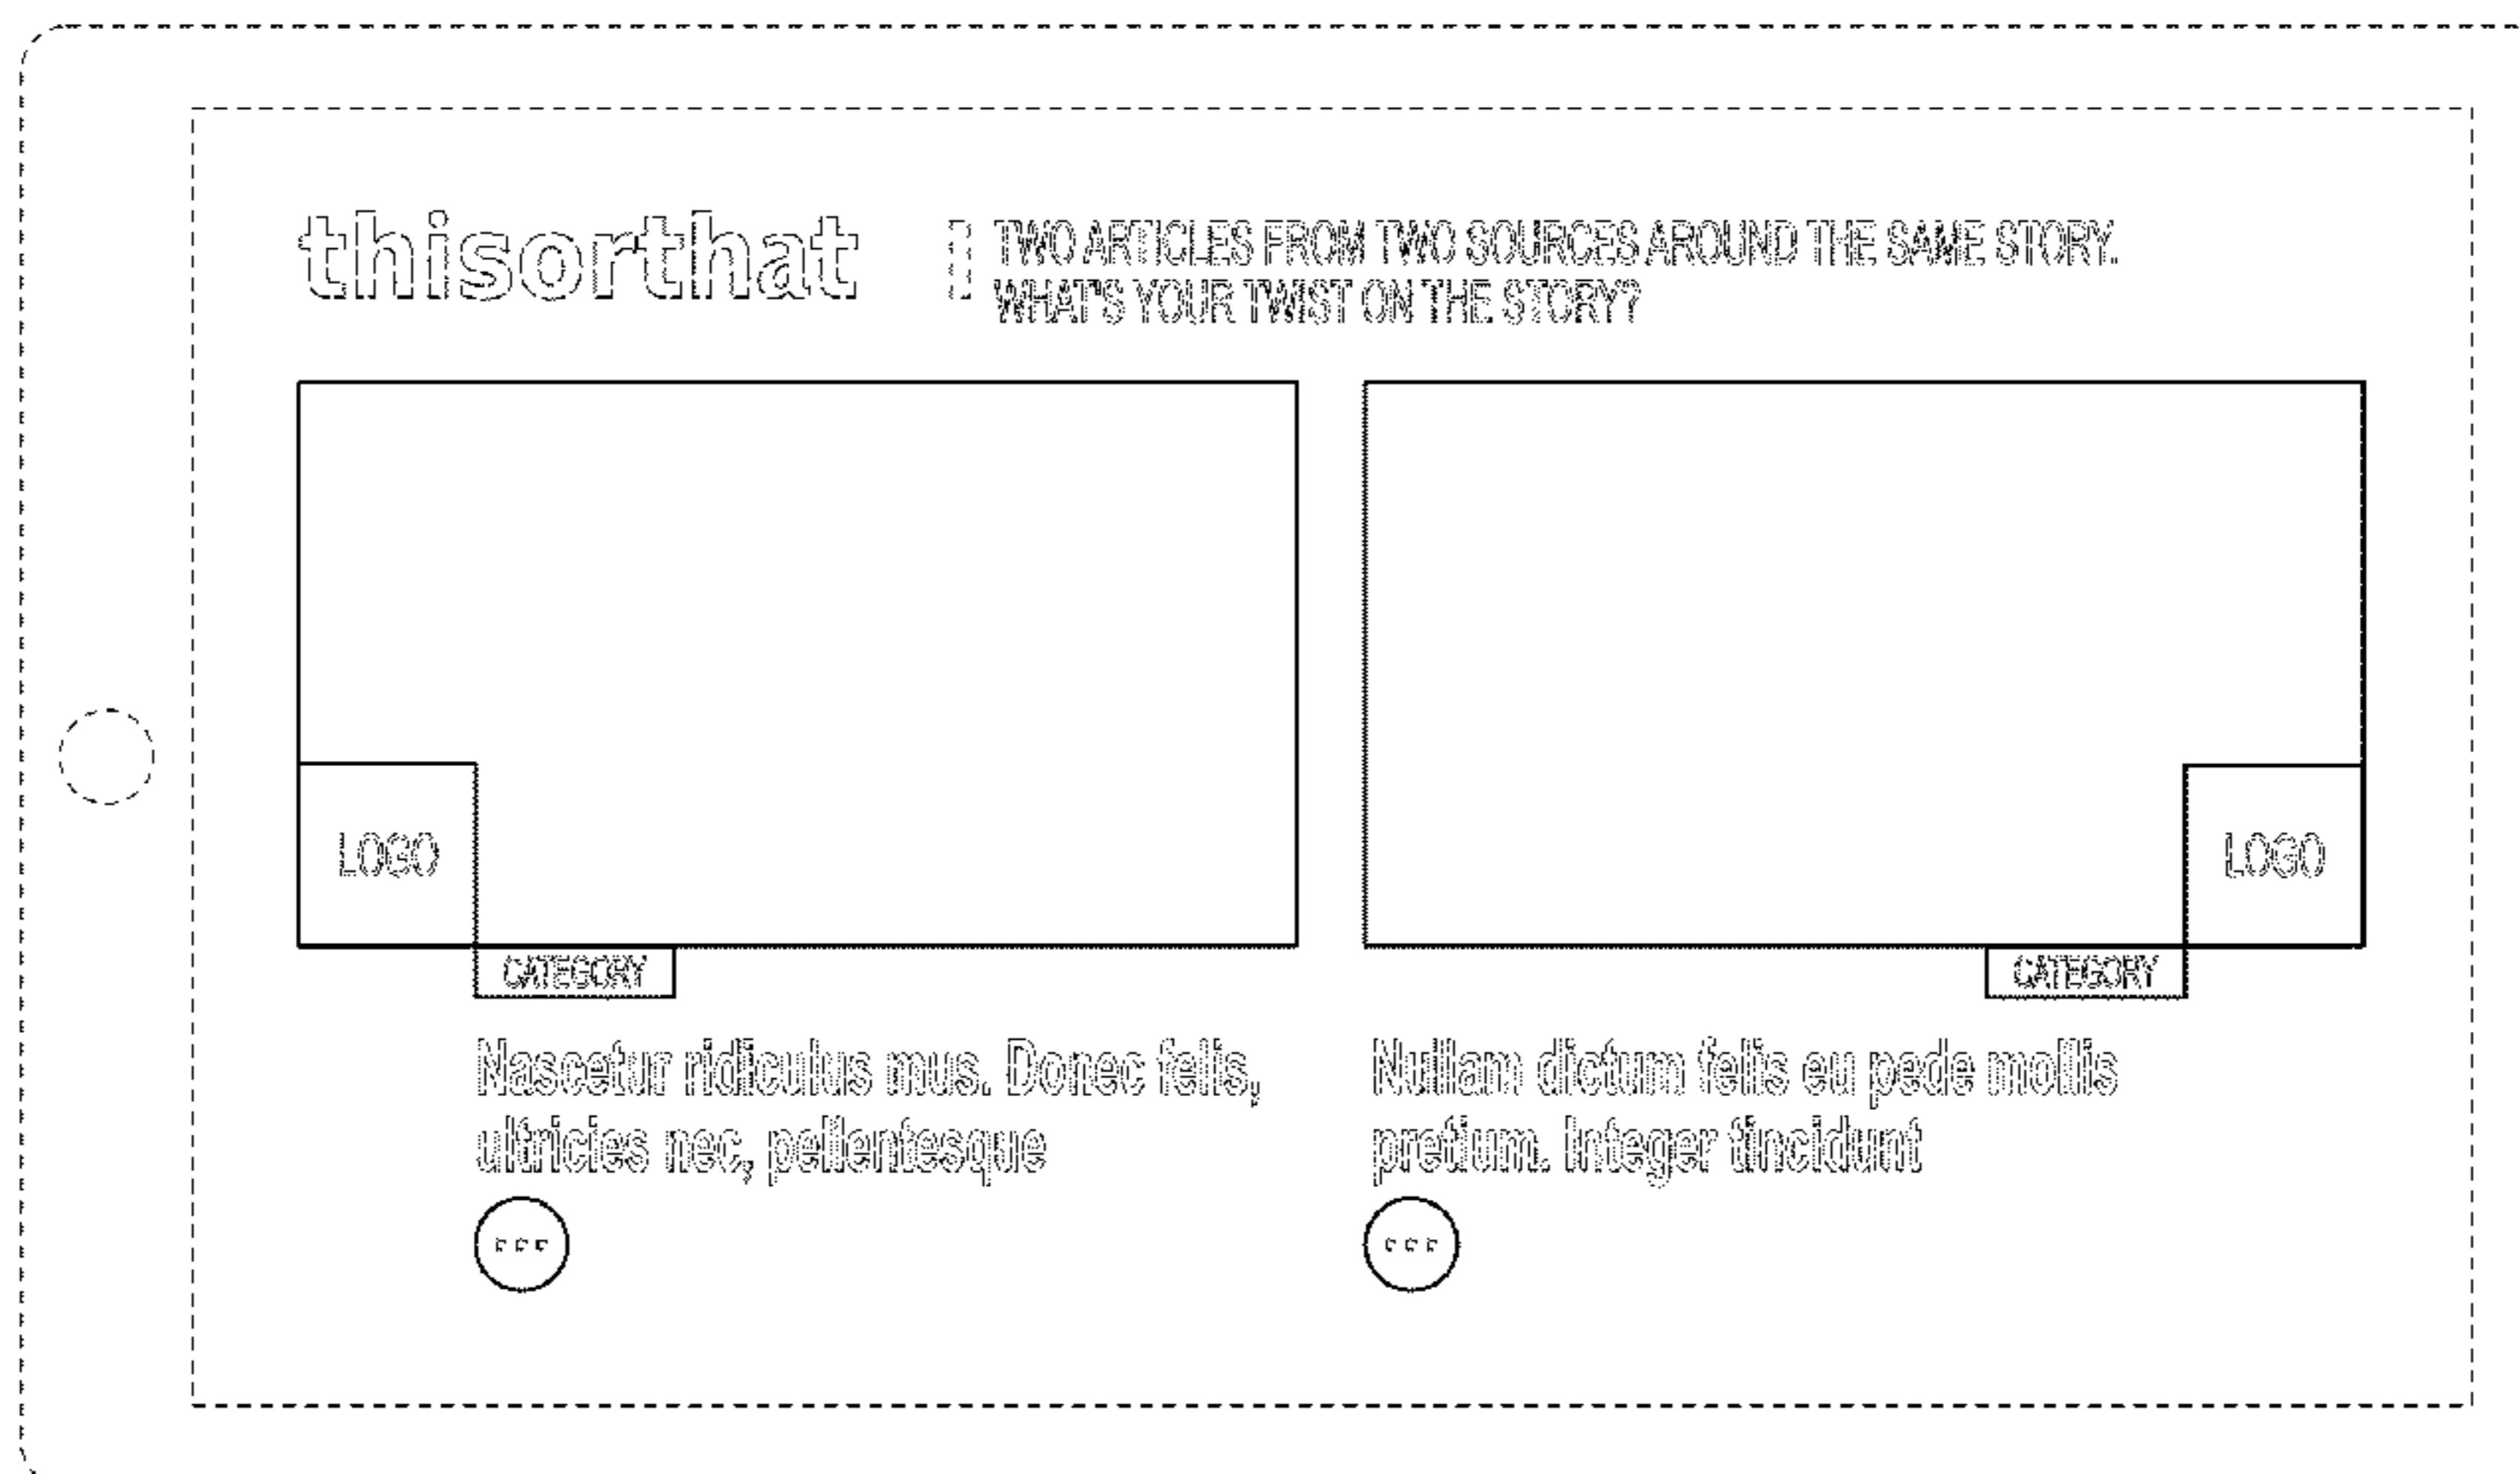 thisorthat
TWO ARTICLES FROM TWO SOURCES AROUND THE SAME STORY.
WHAT'S YOUR TWIST ON THE STORY?
LOGO
LOGO
CATEGORY
CATEGORY
Nascetur ridiculus mus. Donec felis,
ultricies nec, pellentesque
Nullam dictum felis eu pede mollis
pretium. Integer tincidunt